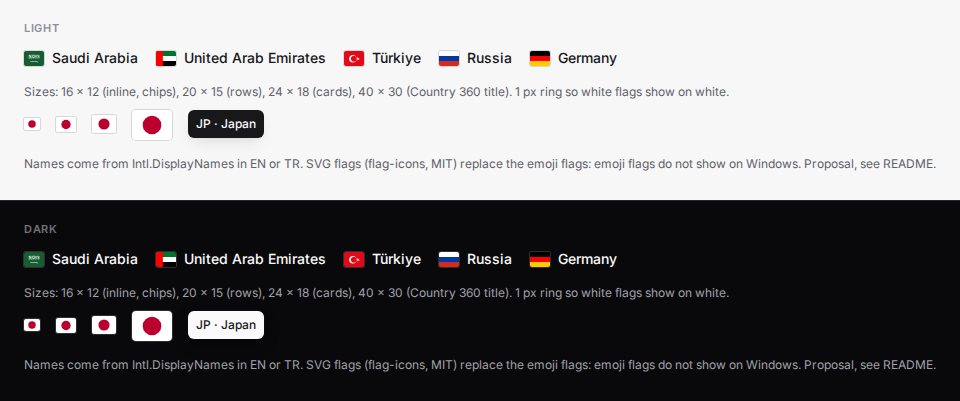 LIGHT
Saudi Arabia United Arab Emirates Türkiye Russia Germany
Sizes: 16 × 12 (inline, chips), 20 × 15 (rows), 24 × 18 (cards), 40 × 30 (Country 360 title). 1 px ring so white flags show on white.
JP · Japan
Names come from Intl.DisplayNames in EN or TR. SVG flags (flag-icons, MIT) replace the emoji flags: emoji flags do not show on Windows. Proposal, see README.
DARK
Saudi Arabia United Arab Emirates Türkiye Russia Germany
Sizes: 16 × 12 (inline, chips), 20 × 15 (rows), 24 × 18 (cards), 40 × 30 (Country 360 title). 1 px ring so white flags show on white.
JP · Japan
Names come from Intl.DisplayNames in EN or TR. SVG flags (flag-icons, MIT) replace the emoji flags: emoji flags do not show on Windows. Proposal, see README.